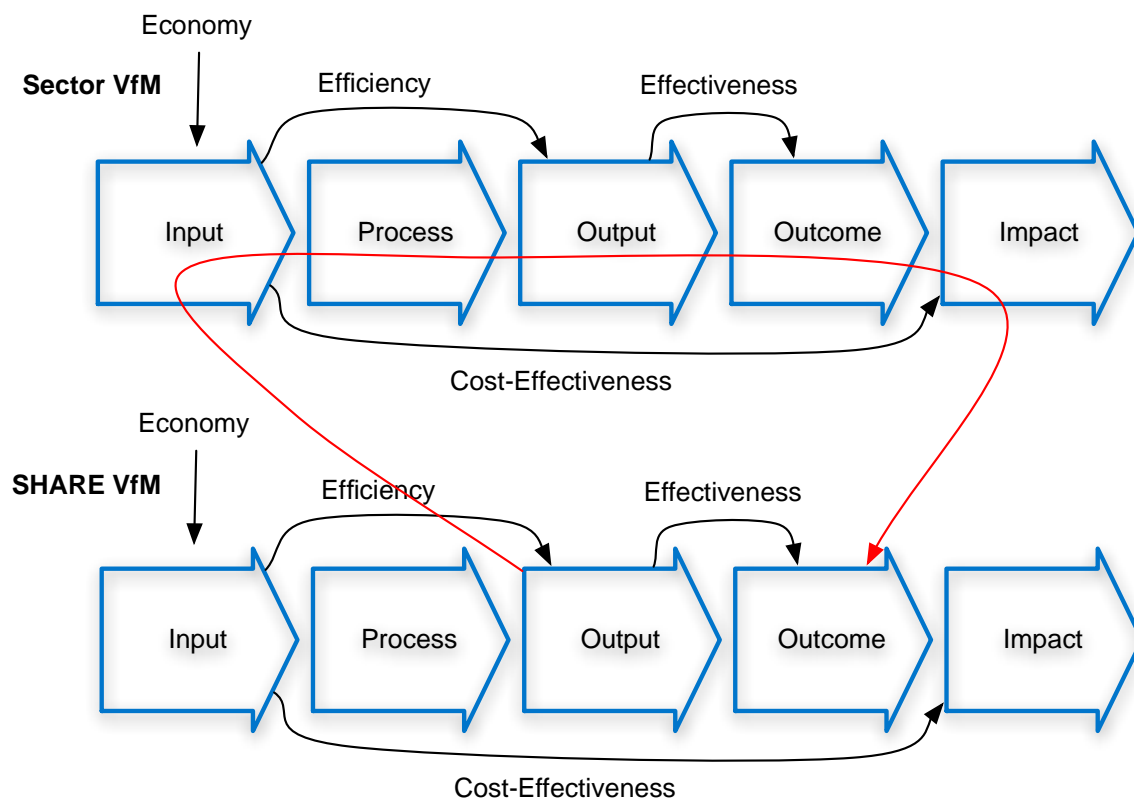 Economy
Sector VfM
Efficiency
Effectiveness
Input
Process
Output
Outcome
Impact
Cost-Effectiveness
Economy
SHARE VfM
Efficiency
Effectiveness
Input
Process
Output
Outcome
Impact
Cost-Effectiveness